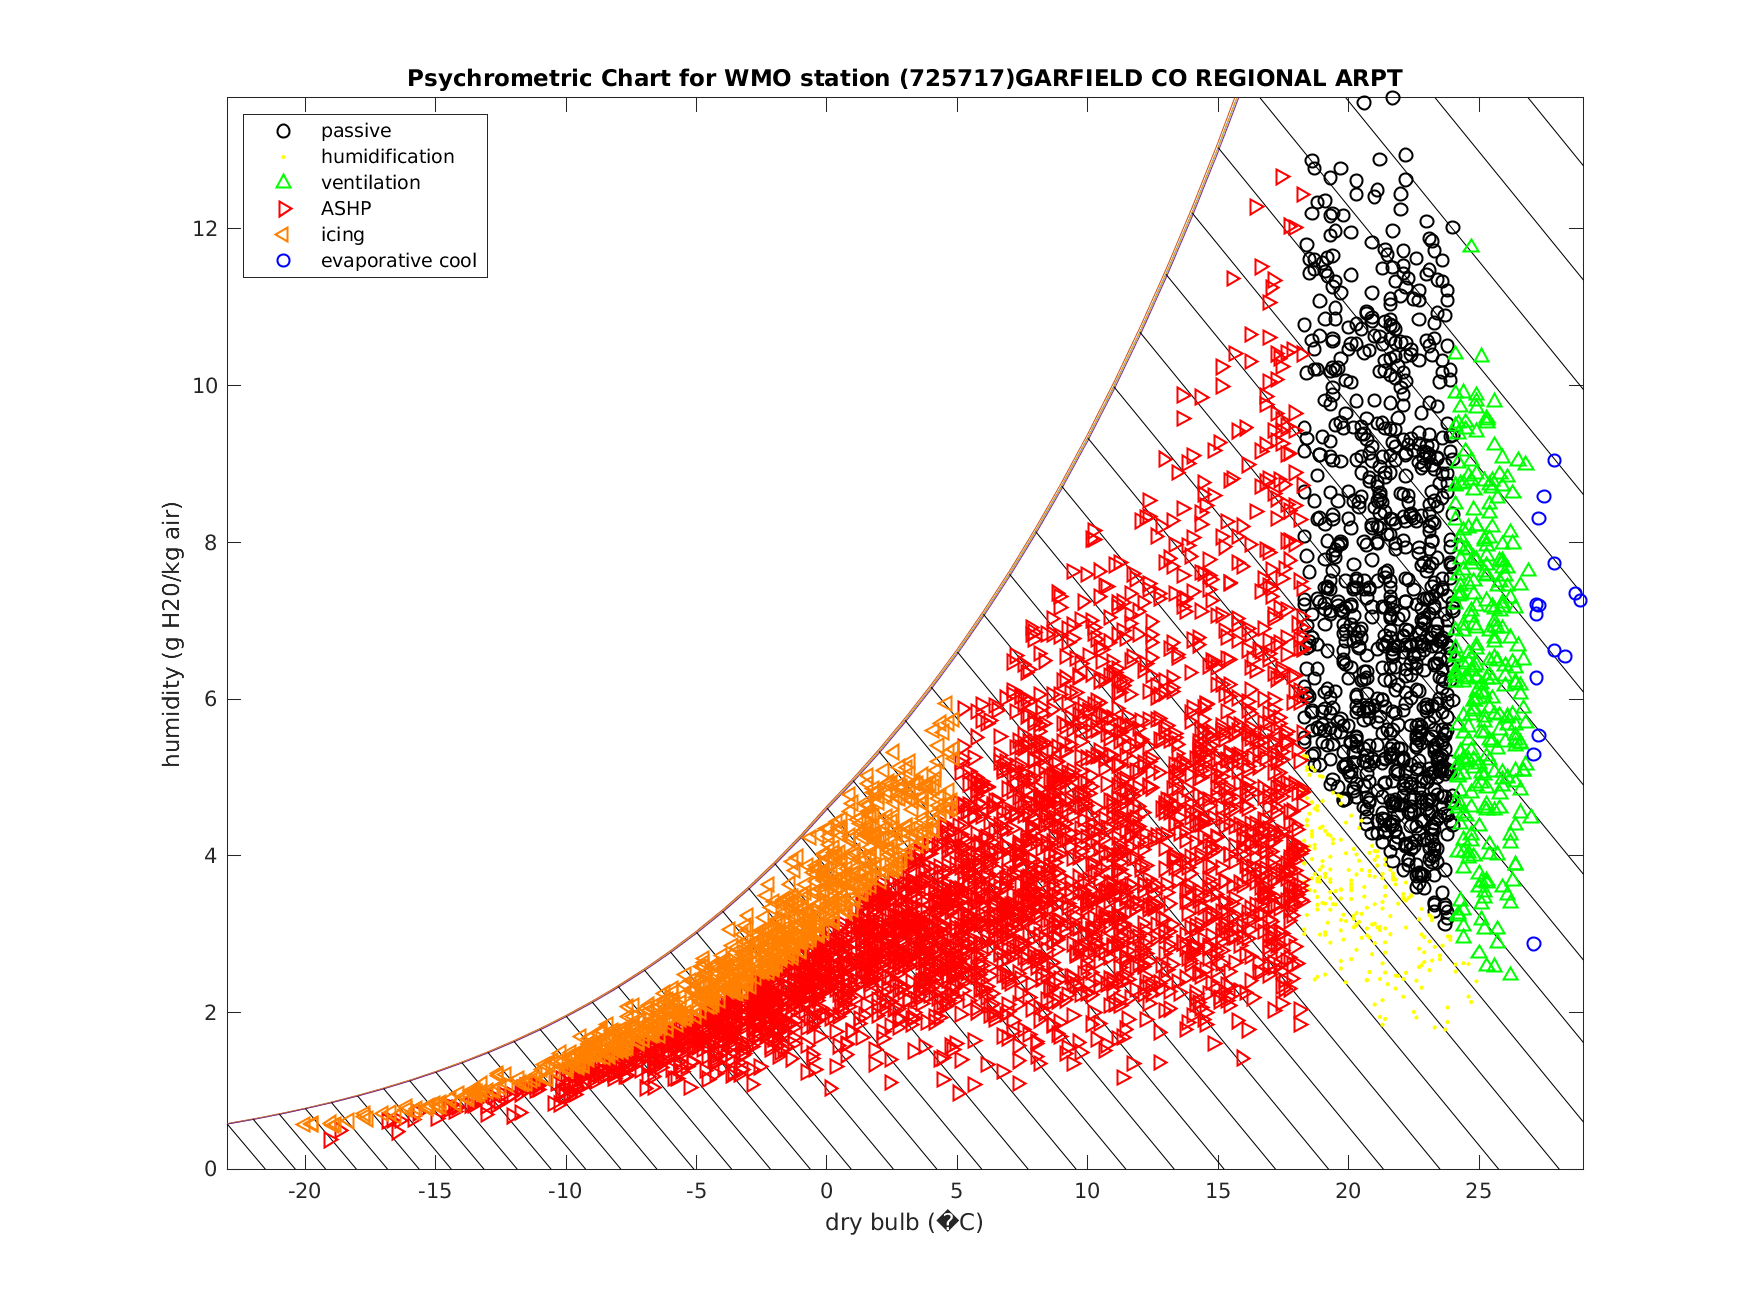 Psychrometric Chart for WMO station (725717)GARFIELD CO REGIONAL ARPT
passive
humidification
ventilation
ASHP
icing
evaporative cool
humidity (g H20/kg air)
12
10
8
6
4
2
0
-20 -15 -10 -5 0 5 10 15 20 25
dry bulb (�C)